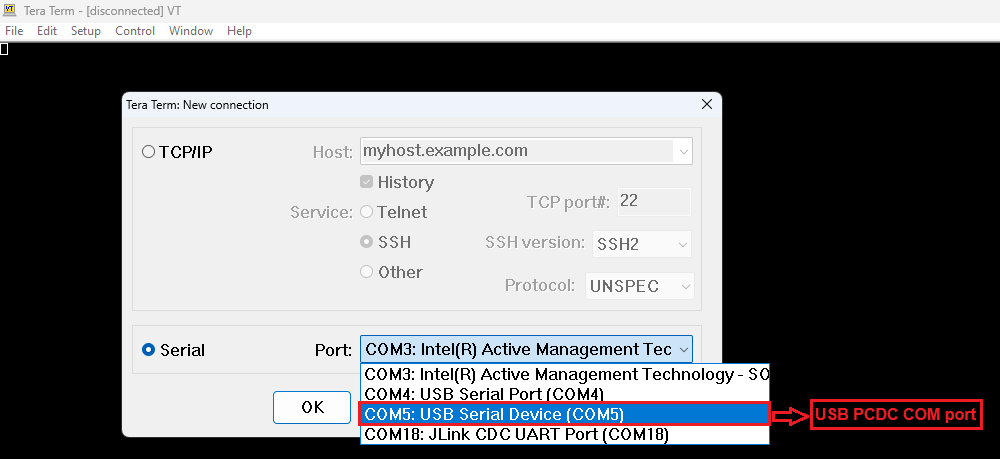 VT Tera Term - [disconnected] VT
File Edit Setup Control Window Help
Tera Term: New connection
TCP/IP
Host: myhost.example.com
History
Service: Telnet
TCP port#: 22
SSH
SSH version: SSH2
Other
Protocol: UNSPEC
Serial
Port: COM3: Intel(R) Active Management Tec
COM3: Intel(R) Active Management Technology - SO
COM4: USB Serial Port (COM4)
OK
COM5: USB Serial Device (COM5)
USB PCDC COM port
COM18: JLink CDC UART Port (COM18)